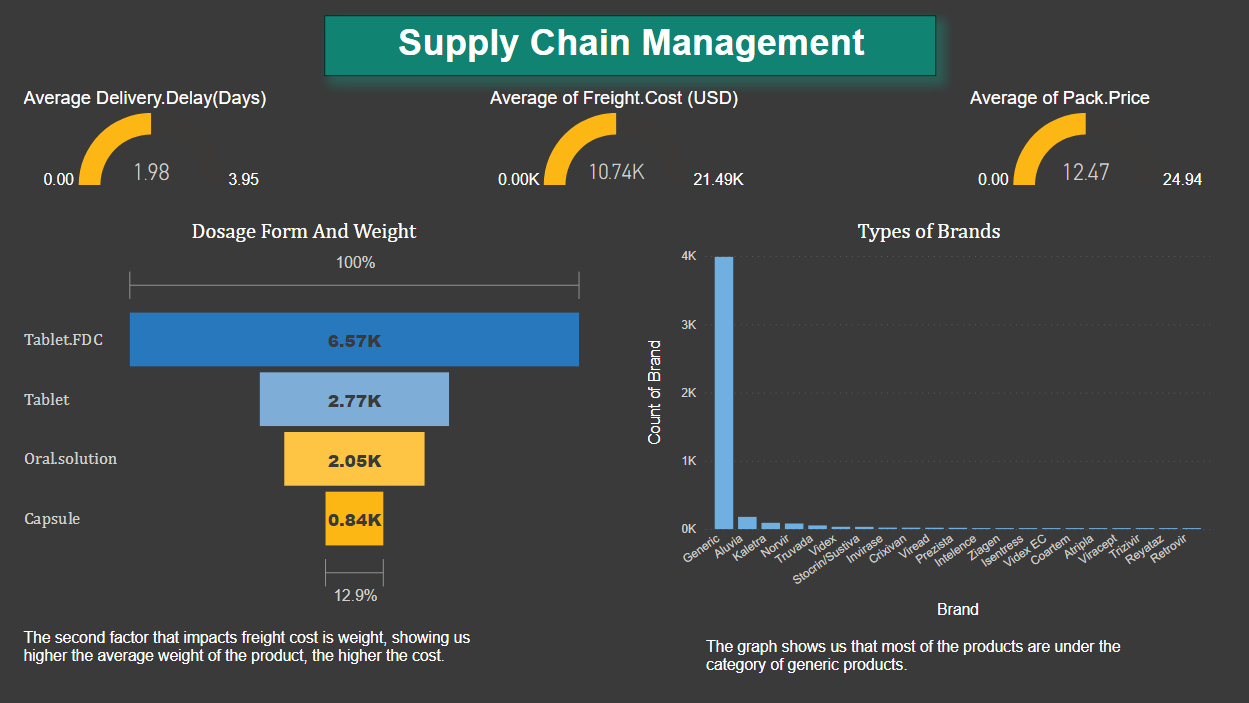 Supply Chain Management
Average Delivery.Delay(Days)
0.00
1.98
3.95
Average of Freight.Cost (USD)
0.00K
10.74K
21.49K
Average of Pack.Price
0.00
12.47
24.94
Dosage Form And Weight
100%
Tablet.FDC
6.57K
Tablet
2.77K
Oral.solution
2.05K
Capsule
0.84K
12.9%
The second factor that impacts freight cost is weight, showing us
higher the average weight of the product, the higher the cost.
Types of Brands
Count of Brand
4K
3K
2K
1K
0K
Generic
Aluvia
Kaletra
Norvir
Truvada
Videx
Stocrin/Sustiva
Invirase
Crixivan
Viread
Prezista
Intelence
Ziagen
Isentress
Videx EC
Coartem
Atripla
Viracept
Trizivir
Reyataz
Retrovir
Brand
The graph shows us that most of the products are under the
category of generic products.